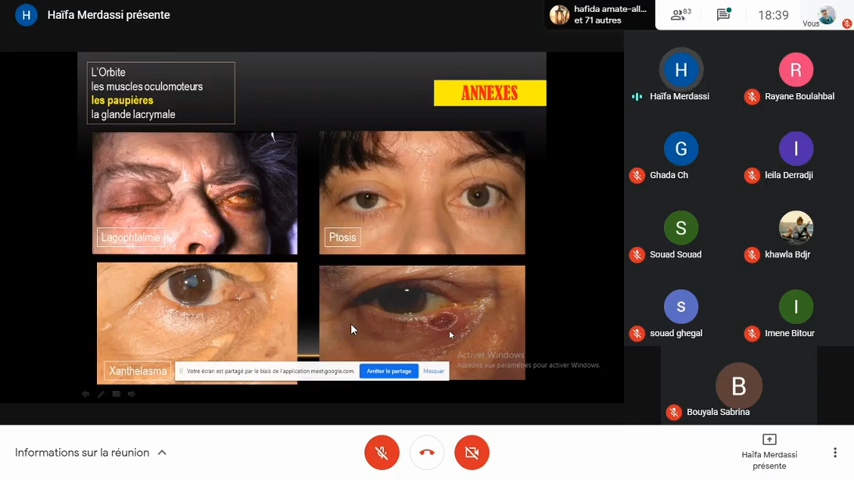 H Haïfa Merdassi présente
hafida amate-all...
et 71 autres
83
18:39
Vous
L'Orbite
les muscles oculomoteurs
les paupières
la glande lacrymale
ANNEXES
Lagophtalmie
Ptosis
Xanthelasma
Votre écran est partagé par le biais de l'application meet.google.com.
Arrêter le partage
Masquer
Activer Windows
Accédez aux paramètres pour activer Windows.
H
Haïfa Merdassi
R
Rayane Boulahbal
G
Ghada Ch
l
leila Derradji
S
Souad Souad
khawla Bdjr
s
souad ghegal
I
Imene Bitour
B
Bouyala Sabrina
Informations sur la réunion
Haïfa Merdassi
présente